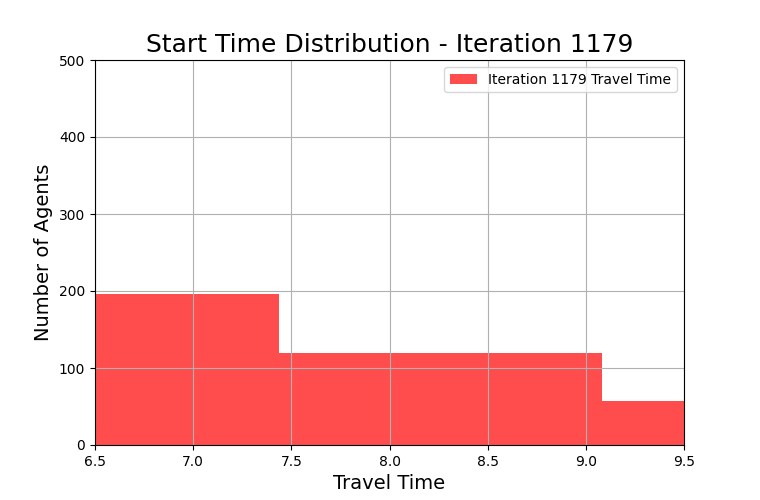 Start Time Distribution - Iteration 1179
Iteration 1179 Travel Time
Number of Agents
500
400
300
200
100
0
6.5 7.0 7.5 8.0 8.5 9.0 9.5
Travel Time